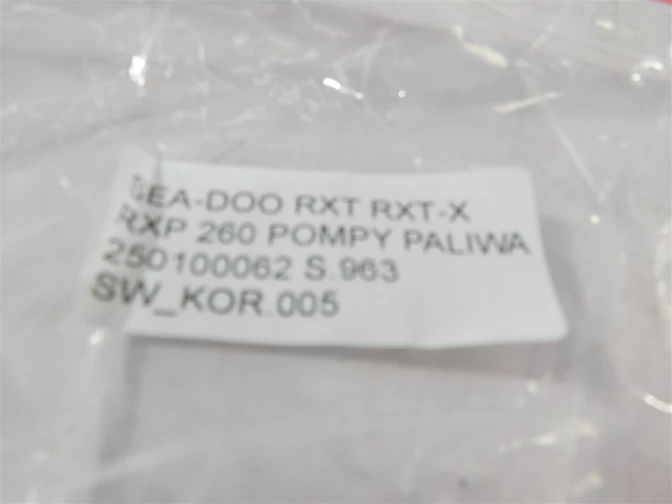 SEA-DOO RXT RXT-X
RXP 260 POMPY PALIWA
250100062 S.963
SW_KOR.005